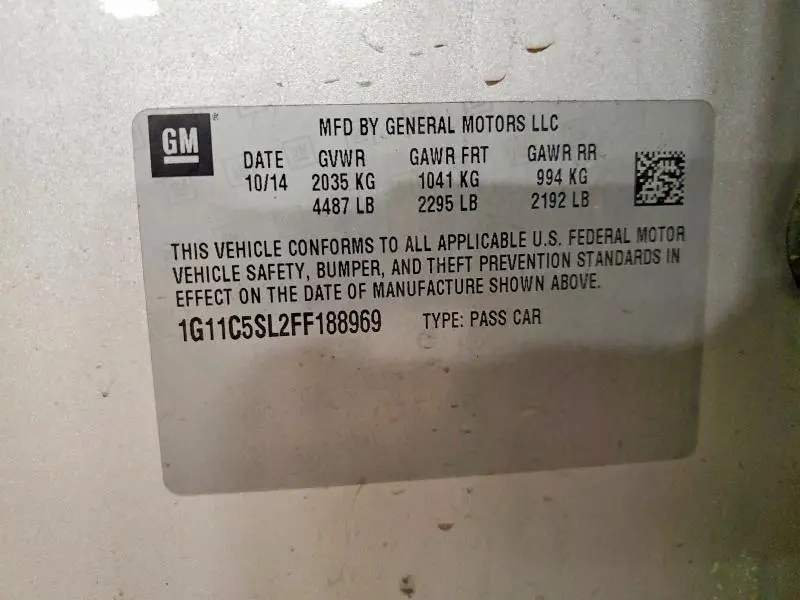 GM ®
MFD BY GENERAL MOTORS LLC
DATE GVWR GAWR FRT GAWR RR
10/14 2035 KG 1041 KG 994 KG
4487 LB 2295 LB 2192 LB
THIS VEHICLE CONFORMS TO ALL APPLICABLE U.S. FEDERAL MOTOR
VEHICLE SAFETY, BUMPER, AND THEFT PREVENTION STANDARDS IN
EFFECT ON THE DATE OF MANUFACTURE SHOWN ABOVE.
1G11C5SL2FF188969 TYPE: PASS CAR